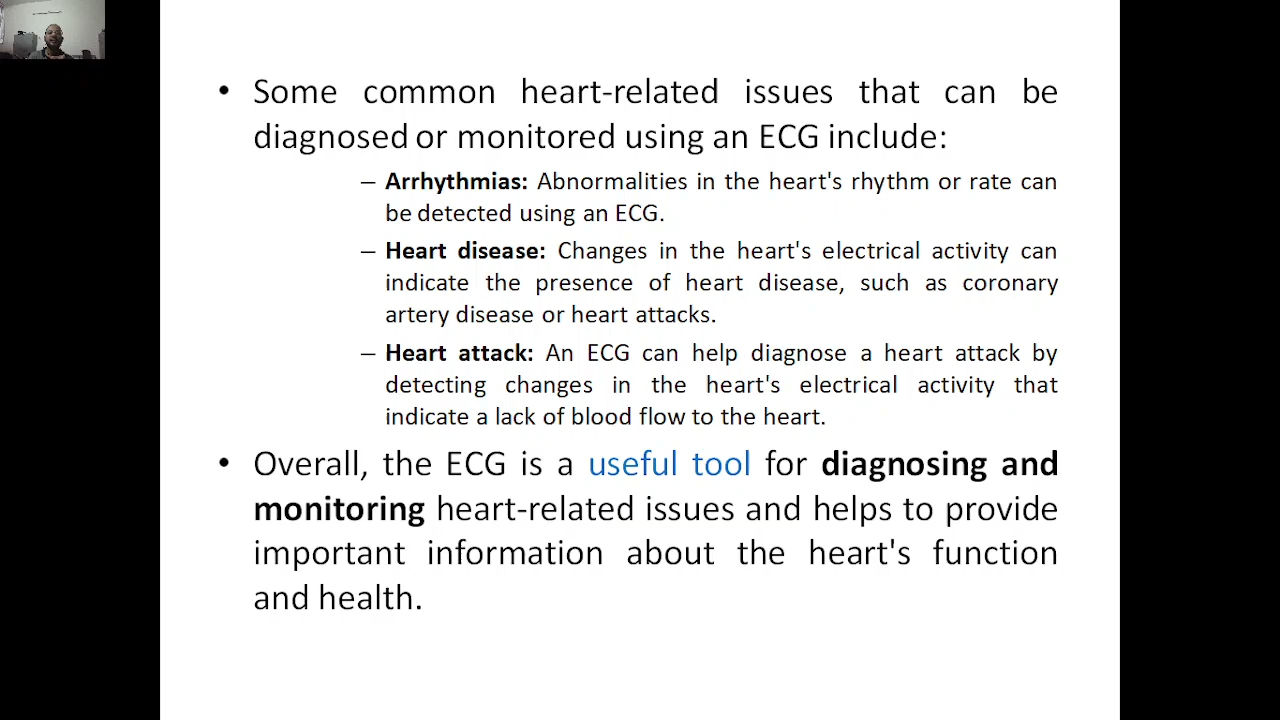 • Some common heart-related issues that can be
diagnosed or monitored using an ECG include:
– Arrhythmias: Abnormalities in the heart's rhythm or rate can
be detected using an ECG.
– Heart disease: Changes in the heart's electrical activity can
indicate the presence of heart disease, such as coronary
artery disease or heart attacks.
– Heart attack: An ECG can help diagnose a heart attack by
detecting changes in the heart's electrical activity that
indicate a lack of blood flow to the heart.
• Overall, the ECG is a useful tool for diagnosing and
monitoring heart-related issues and helps to provide
important information about the heart's function
and health.